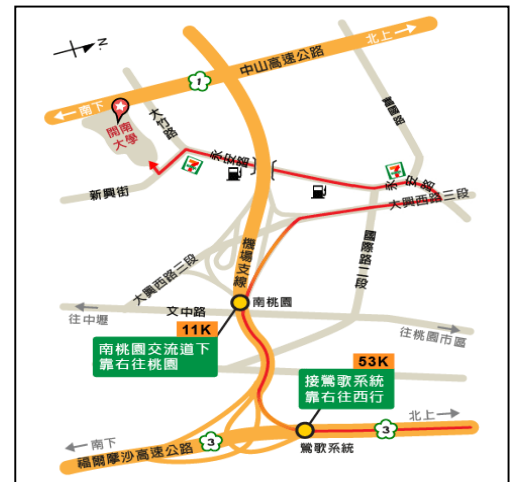 N
北上
中山高速公路
1
南下
開南
大學
大竹路
富國路
永安路
永安路
新興街
大興西路三段
大興西路三段
機場支線
國際路二段
文中路
南桃園
往中壢
往桃園市區
11K
南桃園交流道下
靠右往桃園
53K
接鶯歌系統
靠右往西行
北上
3
3
南下
福爾摩沙高速公路
鶯歌系統